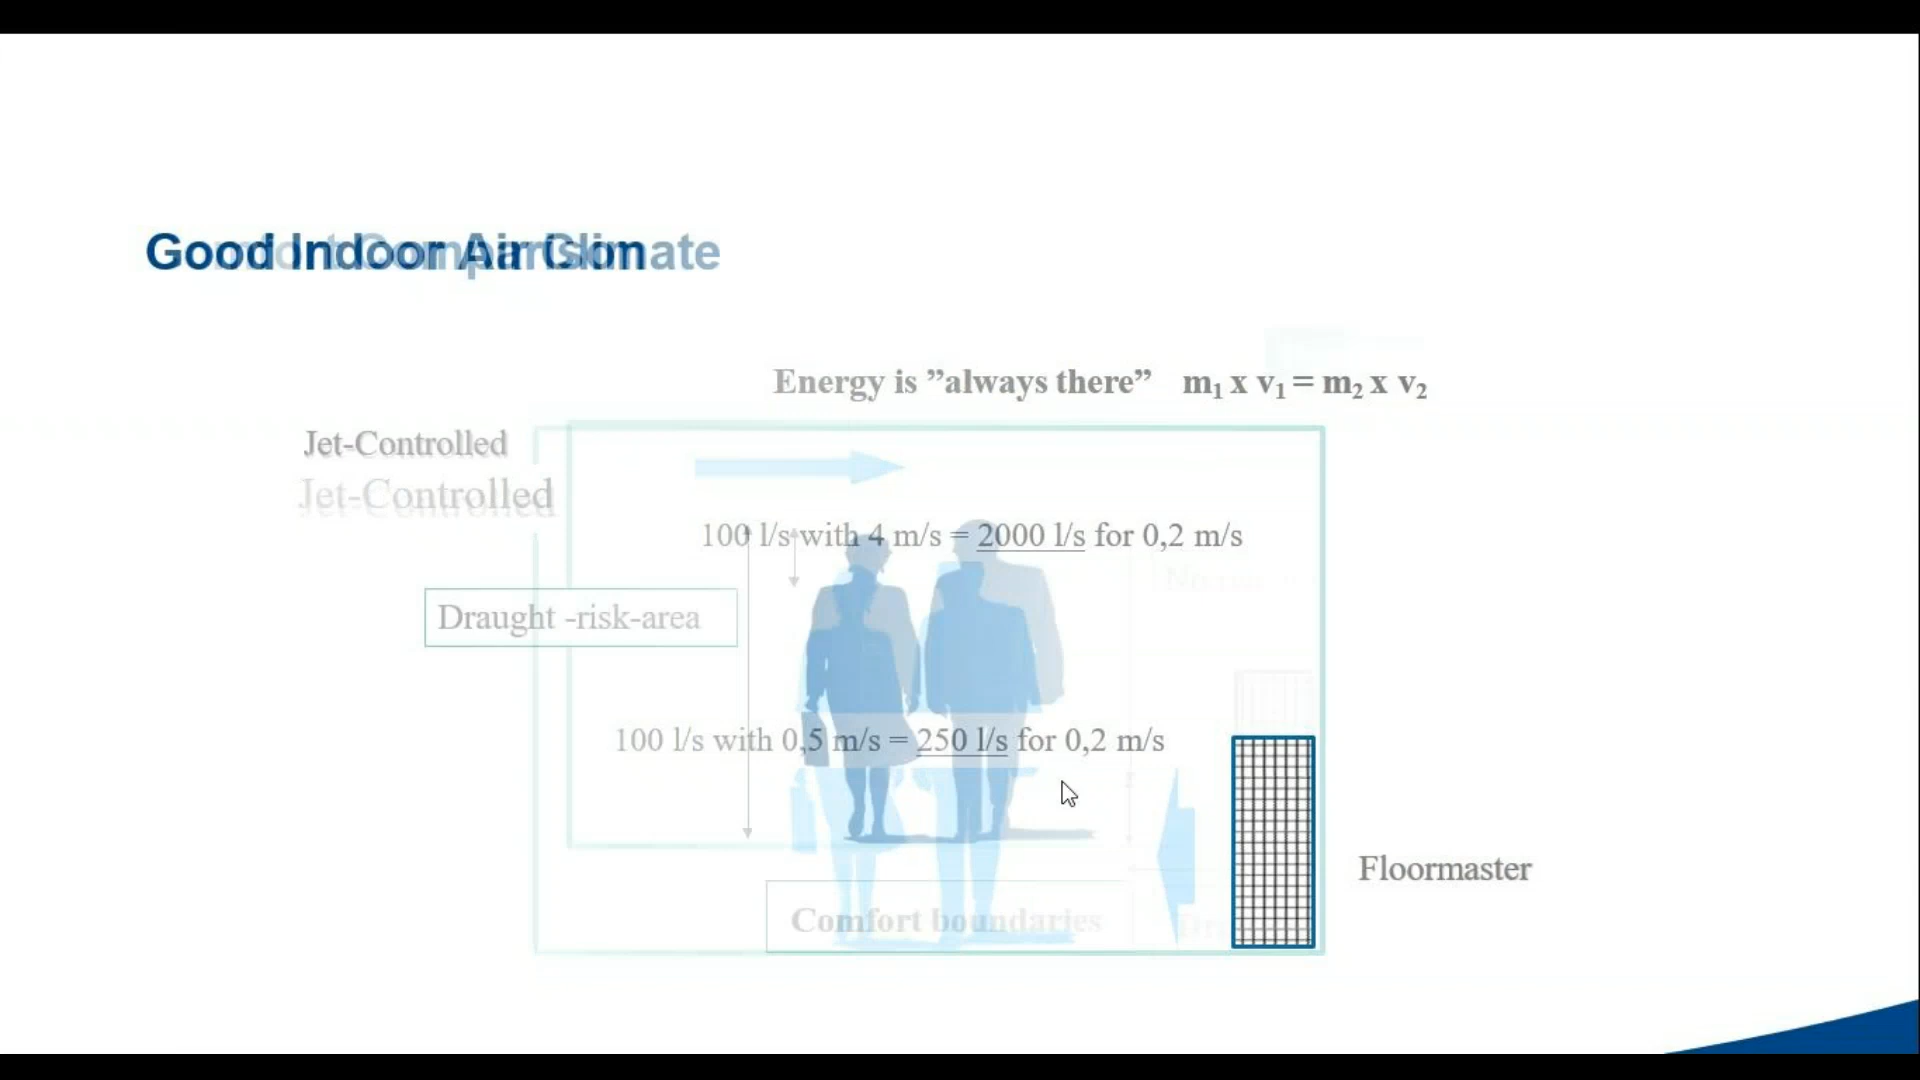 Good Indoor Air Climate
Energy is ”always there” m₁ x v₁ = m₂ x v₂
Jet-Controlled
Jet-Controlled
100 l/s with 4 m/s = 2000 l/s for 0,2 m/s
Draught -risk-area
100 l/s with 0,5 m/s = 250 l/s for 0,2 m/s
Floormaster
Comfort boundaries